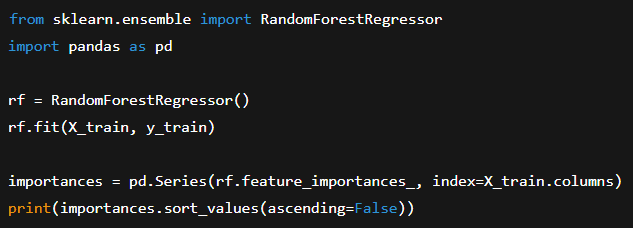 from sklearn.ensemble import RandomForestRegressor
import pandas as pd
rf = RandomForestRegressor()
rf.fit(X_train, y_train)
importances = pd.Series(rf.feature_importances_, index=X_train.columns)
print(importances.sort_values(ascending=False))